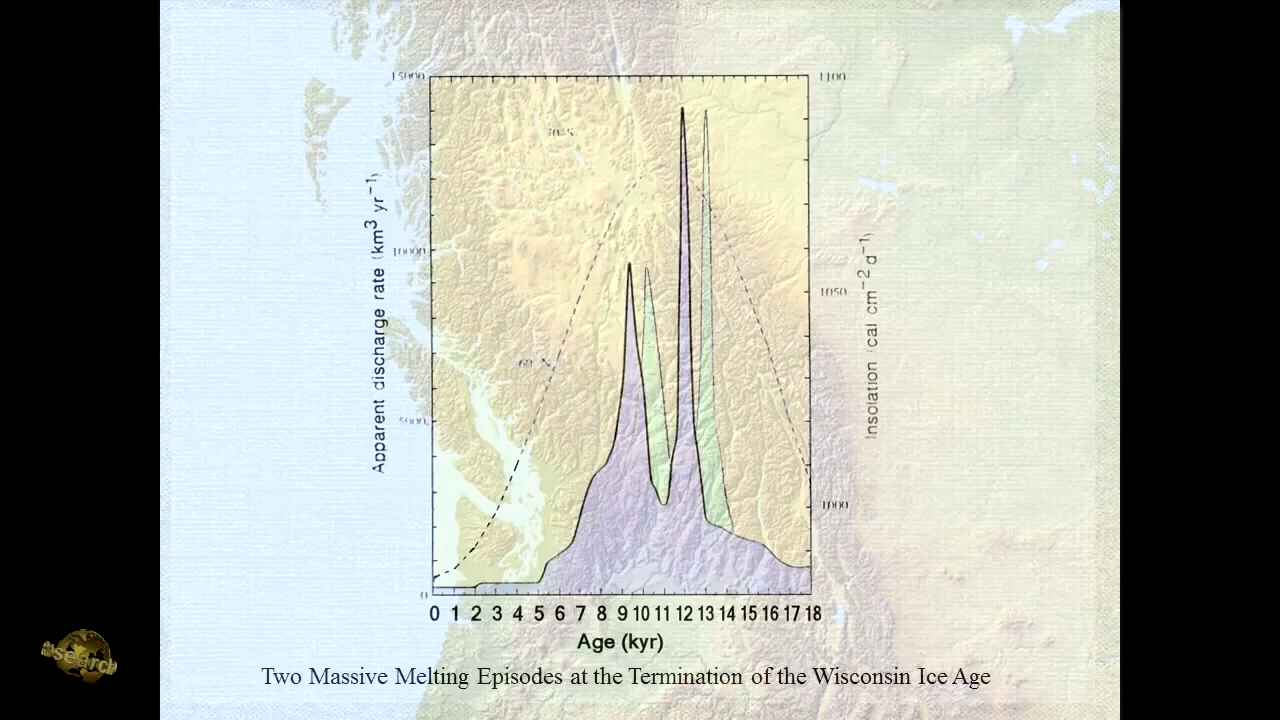 15000
1100
70 S
Apparent discharge rate (km³ yr⁻¹)
10000
1050
Insolation (cal cm⁻² d⁻¹)
60 N
5000
1000
0
0 1 2 3 4 5 6 7 8 9 10 11 12 13 14 15 16 17 18
Age (kyr)
search
Two Massive Melting Episodes at the Termination of the Wisconsin Ice Age